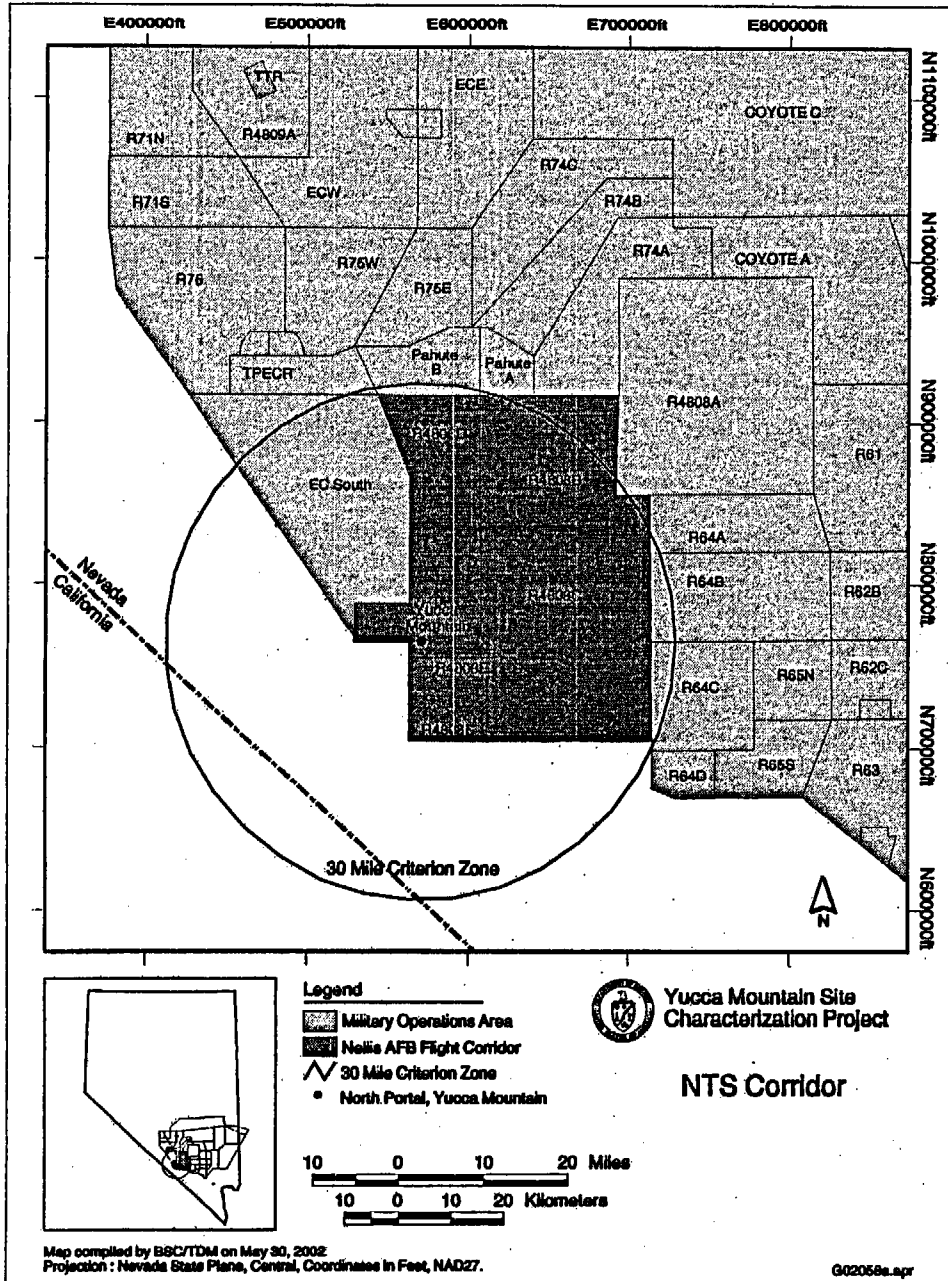 E400000ft E500000ft E600000ft E700000ft E800000ft
N1100000ft
N1000000ft
N900000ft
N800000ft
N700000ft
N600000ft
TTR
ECE
COYOTE C
R71N
R4809A
R74C
R71S
ECW
R74B
R76
R75W
R75E
R74A
COYOTE A
TPECR
Pahute
B
Pahute
A
R4808A
R61
EC South
R64A
R64B
R62B
Nevada
California
Yucca
Mountain
R64C
R65N
R62C
R64D
R65S
R63
30 Mile Criterion Zone
N
Legend
Military Operations Area
Nellis AFB Flight Corridor
30 Mile Criterion Zone
North Portal, Yucca Mountain
Yucca Mountain Site
Characterization Project
NTS Corridor
10 0 10 20 Miles
10 0 10 20 Kilometers
Map compiled by BSC/TDM on May 30, 2002
Projection : Nevada State Plane, Central, Coordinates in Feet, NAD27.
G02058a.apr